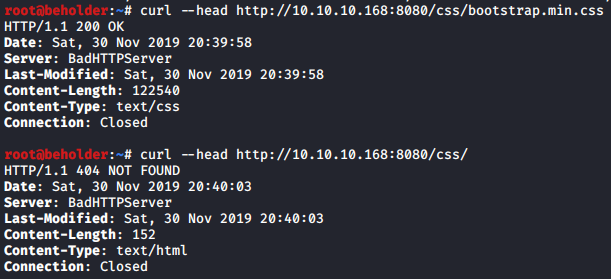 root@beholder:~# curl --head http://10.10.10.168:8080/css/bootstrap.min.css
HTTP/1.1 200 OK
Date: Sat, 30 Nov 2019 20:39:58
Server: BadHTTPServer
Last-Modified: Sat, 30 Nov 2019 20:39:58
Content-Length: 122540
Content-Type: text/css
Connection: Closed
root@beholder:~# curl --head http://10.10.10.168:8080/css/
HTTP/1.1 404 NOT FOUND
Date: Sat, 30 Nov 2019 20:40:03
Server: BadHTTPServer
Last-Modified: Sat, 30 Nov 2019 20:40:03
Content-Length: 152
Content-Type: text/html
Connection: Closed